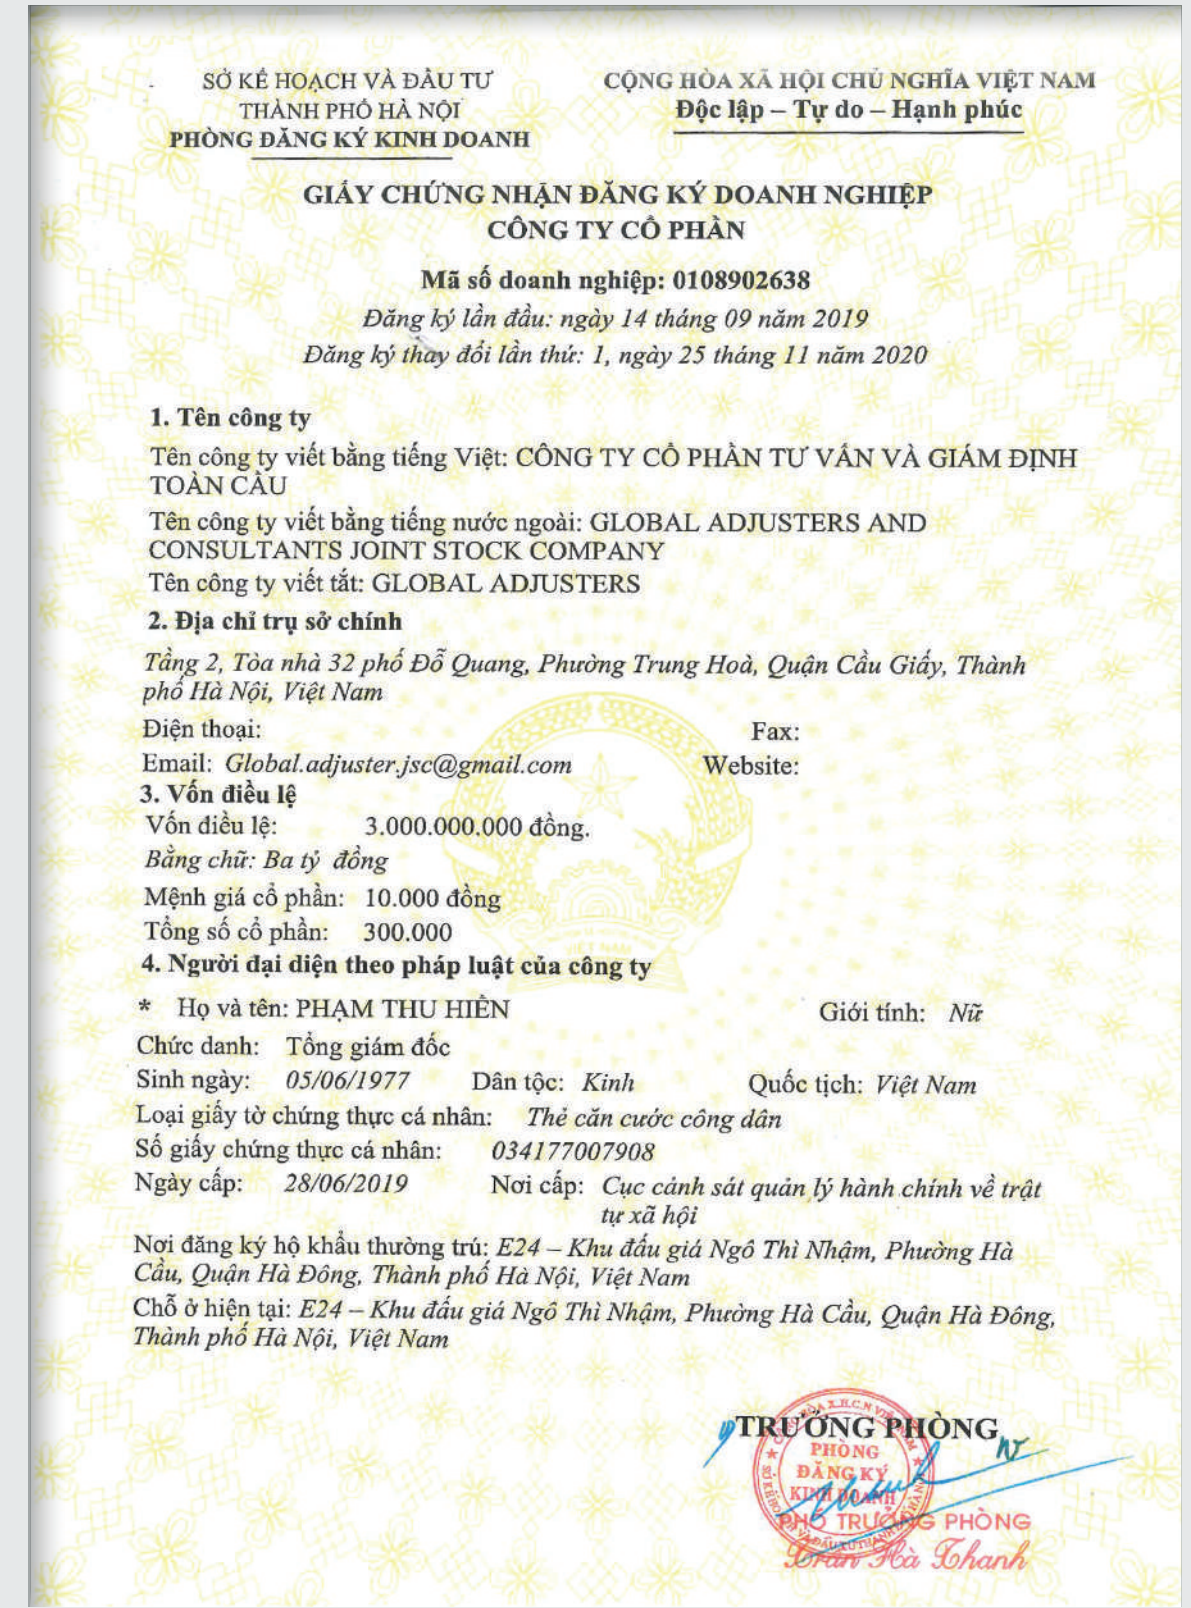 SỞ KẾ HOẠCH VÀ ĐẦU TƯ
THÀNH PHỐ HÀ NỘI
PHÒNG ĐĂNG KÝ KINH DOANH
CỘNG HÒA XÃ HỘI CHỦ NGHĨA VIỆT NAM
Độc lập – Tự do – Hạnh phúc
GIẤY CHỨNG NHẬN ĐĂNG KÝ DOANH NGHIỆP
CÔNG TY CỔ PHẦN
Mã số doanh nghiệp: 0108902638
Đăng ký lần đầu: ngày 14 tháng 09 năm 2019
Đăng ký thay đổi lần thứ: 1, ngày 25 tháng 11 năm 2020
1. Tên công ty
Tên công ty viết bằng tiếng Việt: CÔNG TY CỔ PHẦN TƯ VẤN VÀ GIÁM ĐỊNH
TOÀN CẦU
Tên công ty viết bằng tiếng nước ngoài: GLOBAL ADJUSTERS AND
CONSULTANTS JOINT STOCK COMPANY
Tên công ty viết tắt: GLOBAL ADJUSTERS
2. Địa chỉ trụ sở chính
Tầng 2, Tòa nhà 32 phố Đỗ Quang, Phường Trung Hoà, Quận Cầu Giấy, Thành
phố Hà Nội, Việt Nam
Điện thoại: Fax:
Email: Global.adjuster.jsc@gmail.com Website:
3. Vốn điều lệ
Vốn điều lệ: 3.000.000.000 đồng.
Bằng chữ: Ba tỷ đồng
Mệnh giá cổ phần: 10.000 đồng
Tổng số cổ phần: 300.000
4. Người đại diện theo pháp luật của công ty
* Họ và tên: PHẠM THU HIỀN Giới tính: Nữ
Chức danh: Tổng giám đốc
Sinh ngày: 05/06/1977 Dân tộc: Kinh Quốc tịch: Việt Nam
Loại giấy tờ chứng thực cá nhân: Thẻ căn cước công dân
Số giấy chứng thực cá nhân: 034177007908
Ngày cấp: 28/06/2019 Nơi cấp: Cục cảnh sát quản lý hành chính về trật
tự xã hội
Nơi đăng ký hộ khẩu thường trú: E24 – Khu đấu giá Ngô Thì Nhậm, Phường Hà
Cầu, Quận Hà Đông, Thành phố Hà Nội, Việt Nam
Chỗ ở hiện tại: E24 – Khu đấu giá Ngô Thì Nhậm, Phường Hà Cầu, Quận Hà Đông,
Thành phố Hà Nội, Việt Nam
TRƯỞNG PHÒNG
PHÒNG
ĐĂNG KÝ
KINH DOANH
PHÓ TRƯỞNG PHÒNG
Trần Hà Thanh
VIỆT NAM